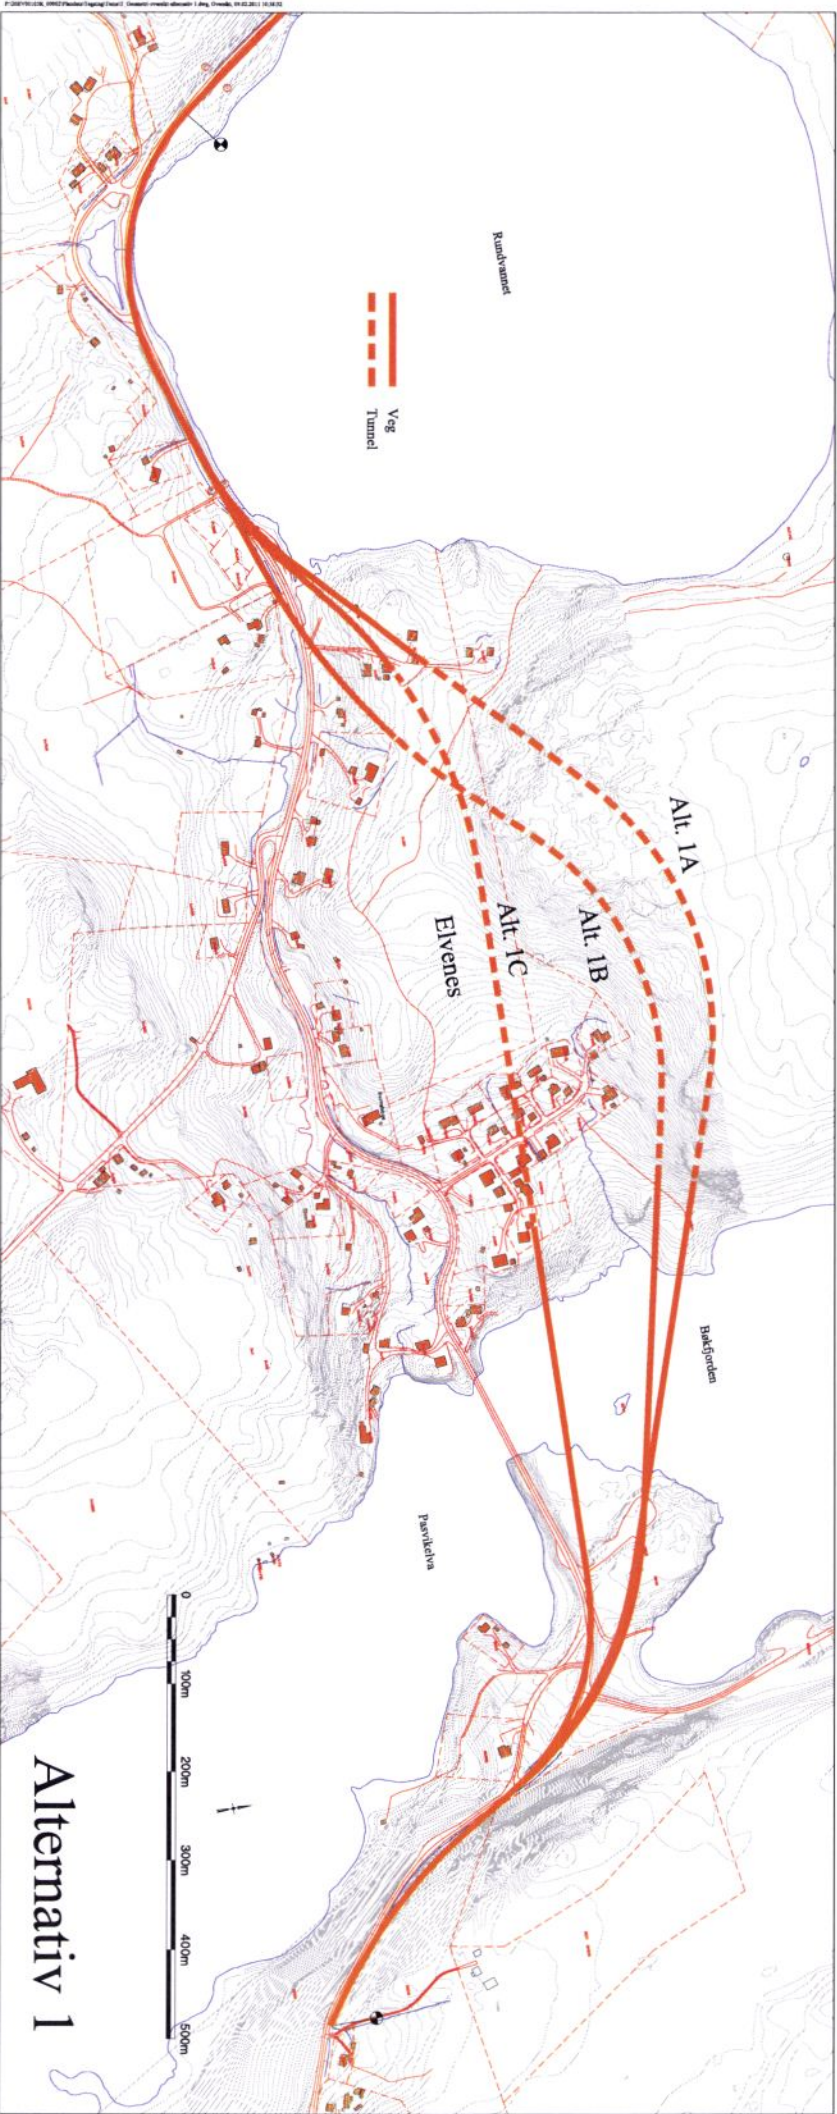 Rundvannet
Veg
Tunnel
Alt. 1A
Alt. 1B
Alt. 1C
Elvenes
Bøkfjorden
Pasvikelva
0
100m
200m
300m
400m
500m
Alternativ 1